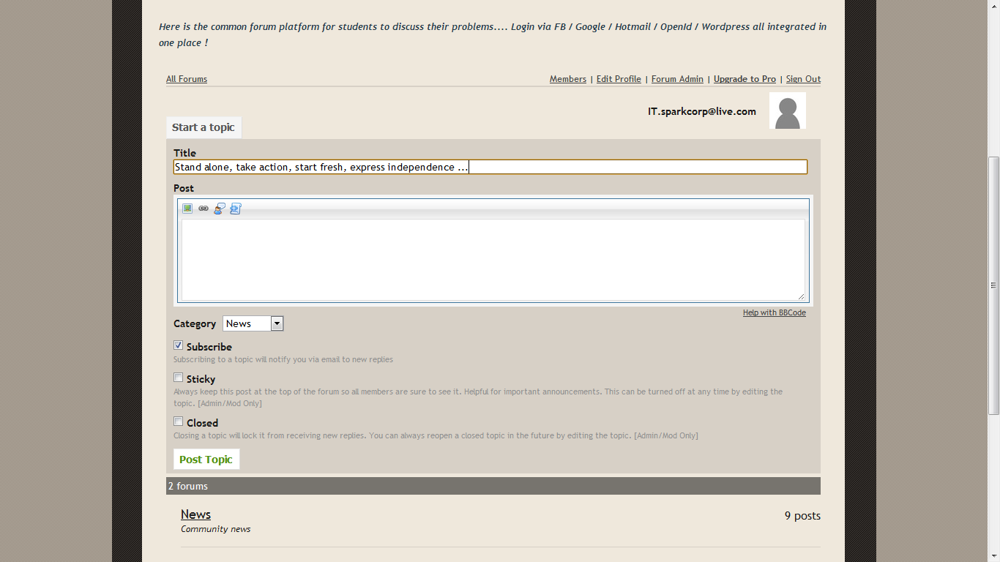 Here is the common forum platform for students to discuss their problems.... Login via FB / Google / Hotmail / OpenId / Wordpress all integrated in
one place !
All Forums
Members | Edit Profile | Forum Admin | Upgrade to Pro | Sign Out
IT.sparkcorp@live.com
Start a topic
Title
Stand alone, take action, start fresh, express independence ...
Post
Help with BBCode
Category News
Subscribe
Subscribing to a topic will notify you via email to new replies
Sticky
Always keep this post at the top of the forum so all members are sure to see it. Helpful for important announcements. This can be turned off at any time by editing the
topic. [Admin/Mod Only]
Closed
Closing a topic will lock it from receiving new replies. You can always reopen a closed topic in the future by editing the topic. [Admin/Mod Only]
Post Topic
2 forums
News
9 posts
Community news